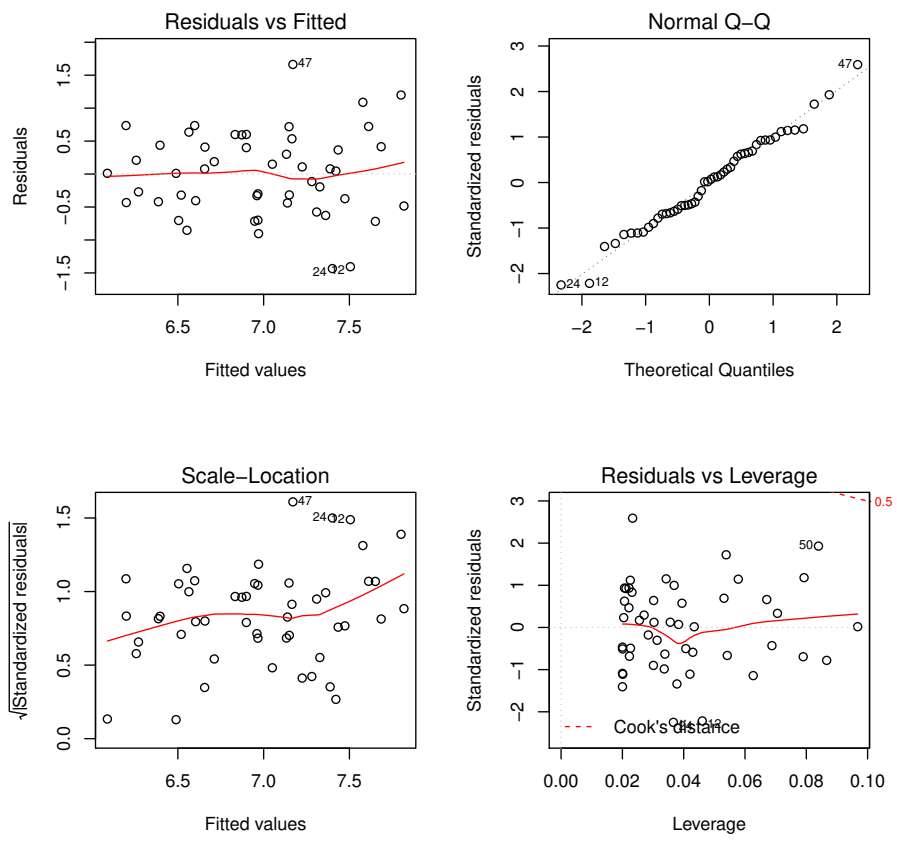 Residuals vs Fitted
Residuals
1.5
0.5
−0.5
−1.5
47
24
12
6.5 7.0 7.5
Fitted values
Normal Q−Q
Standardized residuals
3
2
1
0
−1
−2
47
24
12
−2 −1 0 1 2
Theoretical Quantiles
Scale−Location
√|Standardized residuals|
1.5
1.0
0.5
0.0
47
24
12
6.5 7.0 7.5
Fitted values
Residuals vs Leverage
Standardized residuals
3
2
1
0
−1
−2
0.5
50
24
12
Cook's distance
0.00 0.02 0.04 0.06 0.08 0.10
Leverage